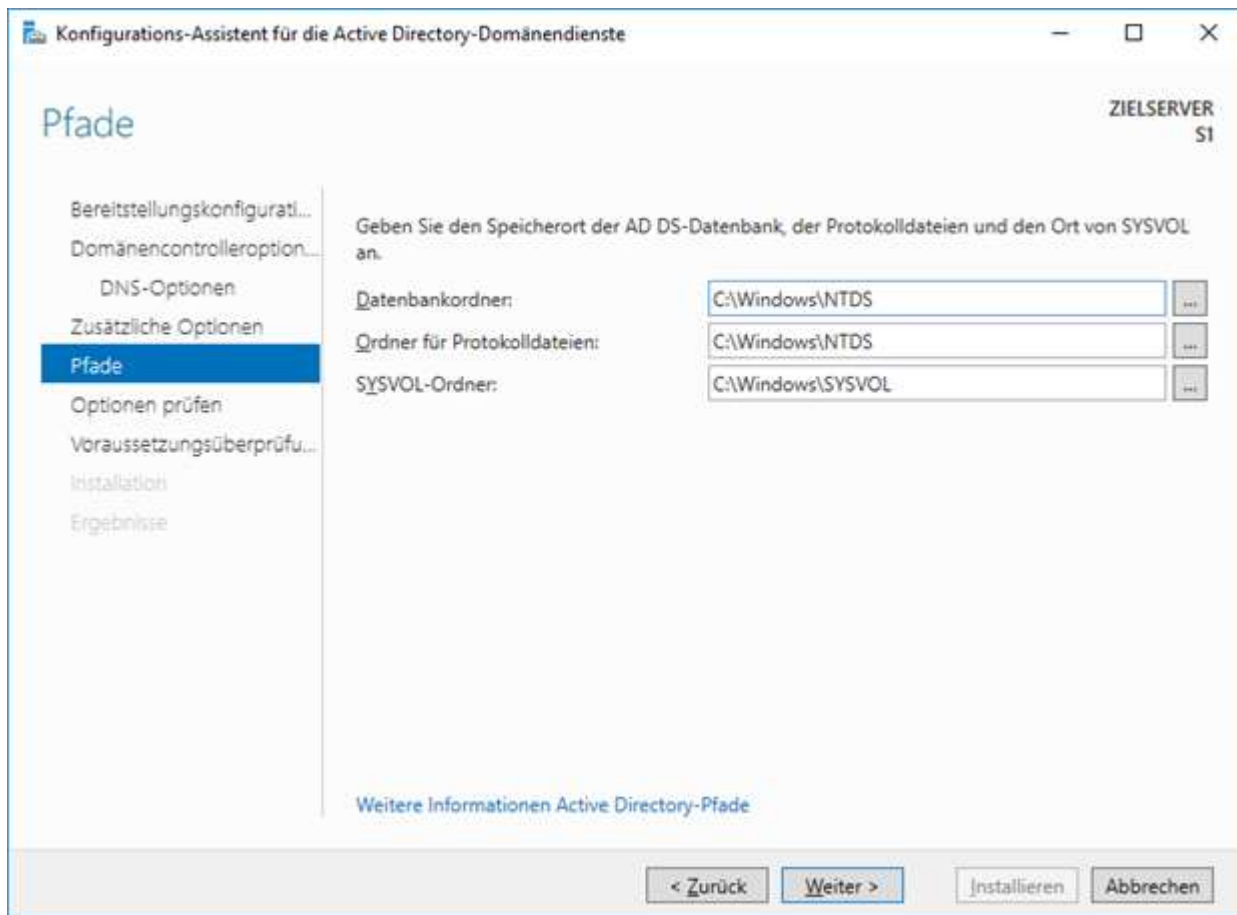 Konfigurations-Assistent für die Active Directory-Domänendienste
Pfade
ZIELSERVER
S1
Bereitstellungskonfigurati...
Domänencontrolleroption...
DNS-Optionen
Zusätzliche Optionen
Pfade
Optionen prüfen
Voraussetzungsüberprüfu...
Installation
Ergebnisse
Geben Sie den Speicherort der AD DS-Datenbank, der Protokolldateien und den Ort von SYSVOL
an.
Datenbankordner: C:\Windows\NTDS ...
Ordner für Protokolldateien: C:\Windows\NTDS ...
SYSVOL-Ordner: C:\Windows\SYSVOL ...
Weitere Informationen Active Directory-Pfade
< Zurück Weiter > Installieren Abbrechen